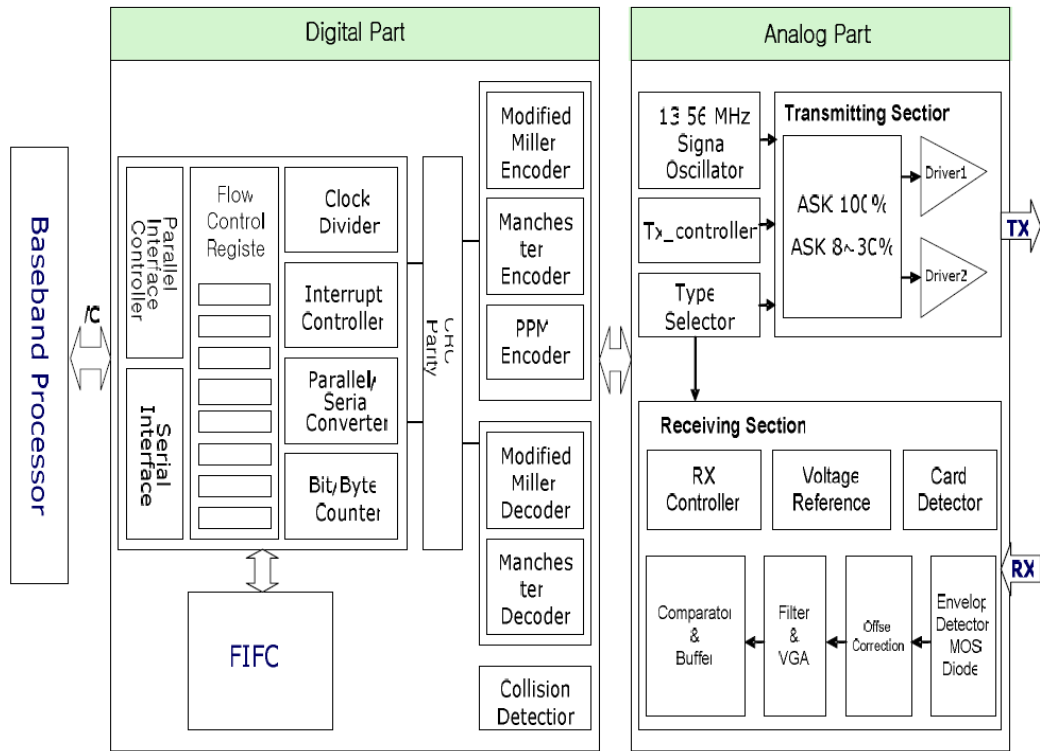 Digital Part
Analog Part
Baseband Processor
/C
Parallel
Interface
Controller
Serial
Interface
Flow
Control
Registe
Clock
Divider
Interrupt
Controller
Parallel/
Seria
Converter
Bit/Byte
Counter
FIFC
Parity
Modified
Miller
Encoder
Manches
ter
Encoder
PPM
Encoder
Modified
Miller
Decoder
Manches
ter
Decoder
Collision
Detection
13 56 MHz
Signa
Oscillator
Tx_controller
Type
Selector
Transmitting Section
ASK 100%
ASK 8~30%
Driver1
Driver2
TX
Receiving Section
RX
Controller
Voltage
Reference
Card
Detector
RX
Comparator
&
Buffer
Filter
&
VGA
Offse
Correction
Envelop
Detector
MOS
Diode